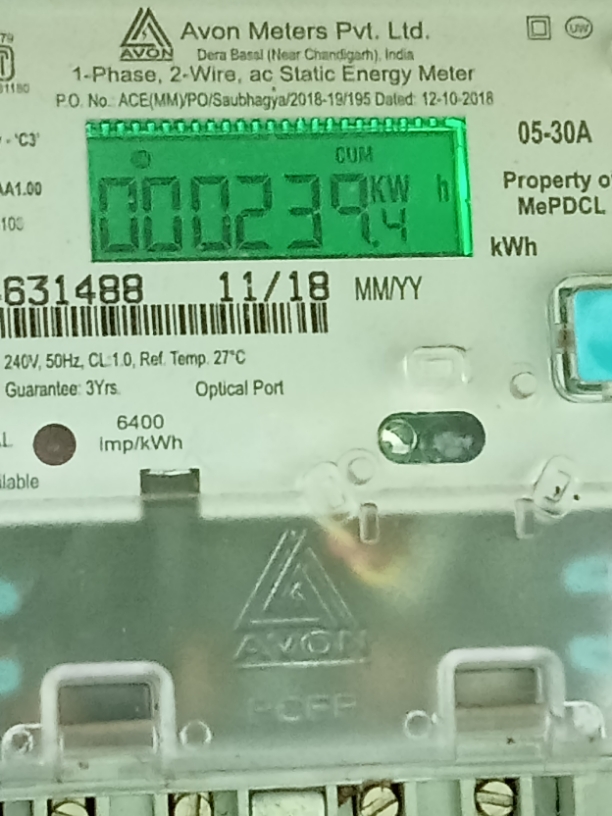 AVON
Avon Meters Pvt. Ltd.
Dera Bassi (Near Chandigarh), India
1-Phase, 2-Wire, ac Static Energy Meter
P.O. No.: ACE(MM)/PO/Saubhagya/2018-19/195 Dated: 12-10-2018
UW
79
'C3'
05-30A
CUM
000239.4 KW h
AA1.00
100
Property
MePDCL
kWh
631488 11/18 MM/YY
240V, 50Hz, CL:1.0, Ref. Temp. 27°C
Guarantee: 3Yrs. Optical Port
6400
Imp/kWh
AVON